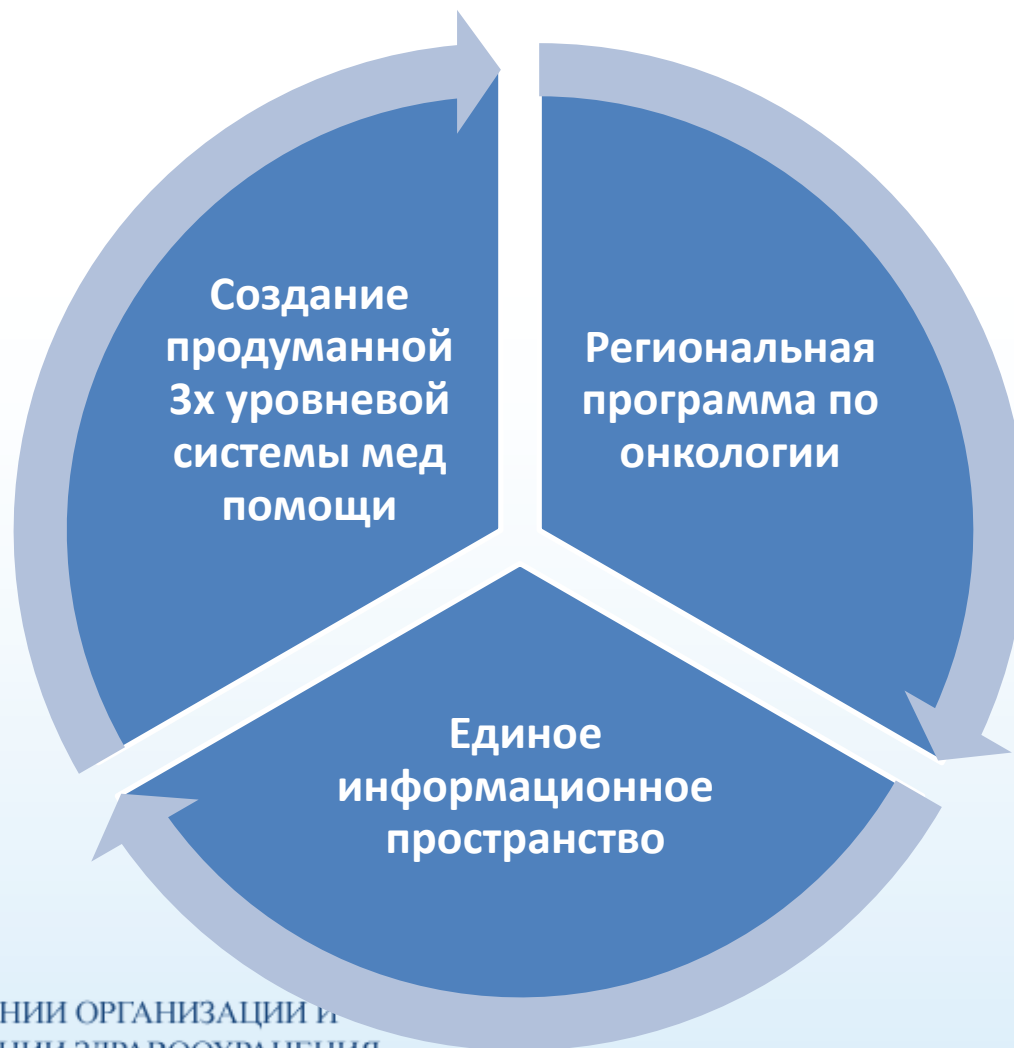 Создание
продуманной
3х уровневой
системы мед
помощи
Региональная
программа по
онкологии
Единое
информационное
пространство
НИИ ОРГАНИЗАЦИИ И